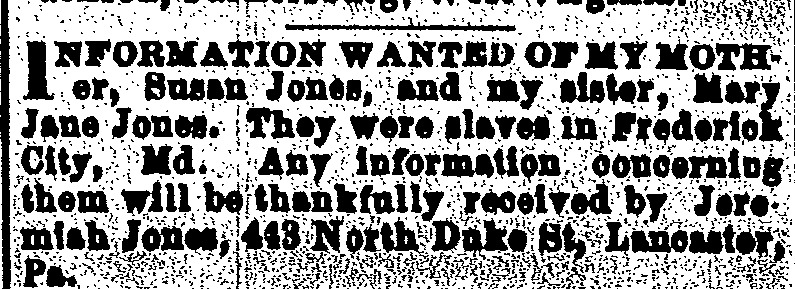 INFORMATION WANTED OF MY MOTH-
er, Susan Jones, and my sister, Mary
Jane Jones. They were slaves in Frederick
City, Md. Any information concerning
them will be thankfully received by Jere-
miah Jones, 443 North Duke St, Lancaster,
Pa.